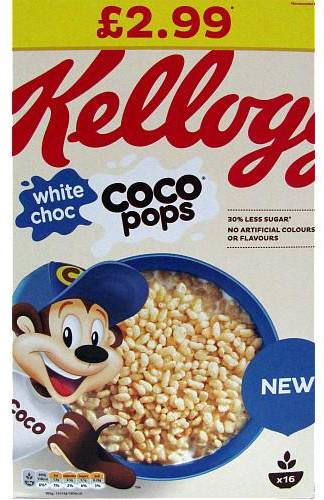 £2.99*
Kellogg
white
choc
COCO
pops
30% LESS SUGAR*
NO ARTIFICIAL COLOURS
OR FLAVOURS
C
COCO
NEW
x16